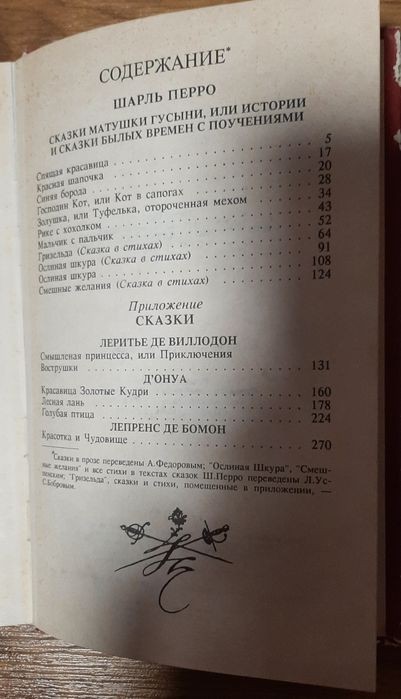 СОДЕРЖАНИЕ*
ШАРЛЬ ПЕРРО
СКАЗКИ МАТУШКИ ГУСЫНИ, ИЛИ ИСТОРИИ
И СКАЗКИ БЫЛЫХ ВРЕМЕН С ПОУЧЕНИЯМИ
Спящая красавица . . . 5
Красная шапочка . . . 17
Синяя борода . . . 20
Господин Кот, или Кот в сапогах . . . 28
Золушка, или Туфелька, отороченная мехом . . . 34
Рике с хохолком . . . 43
Мальчик с пальчик . . . 52
Гризельда (Сказка в стихах) . . . 64
Ослиная шкура (Сказка в стихах) . . . 91
Ослиная шкура . . . 108
Смешные желания (Сказка в стихах) . . . 124
Приложение
СКАЗКИ
ЛЕРИТЬЕ ДЕ ВИЛЛОДОН
Смышленая принцесса, или Приключения
Вострушки . . . 131
Д'ОНУА
Красавица Золотые Кудри . . . 160
Лесная лань . . . 178
Голубая птица . . . 224
ЛЕПРЕНС ДЕ БОМОН
Красотка и Чудовище . . . 270
*Сказки в прозе переведены А.Федоровым; "Ослиная Шкура", "Смеш-
ные желания" и все стихи в текстах сказок Ш.Перро переведены Л.Ус-
пенским; "Гризельда", сказки и стихи, помещенные в приложении, —
С.Бобровым.